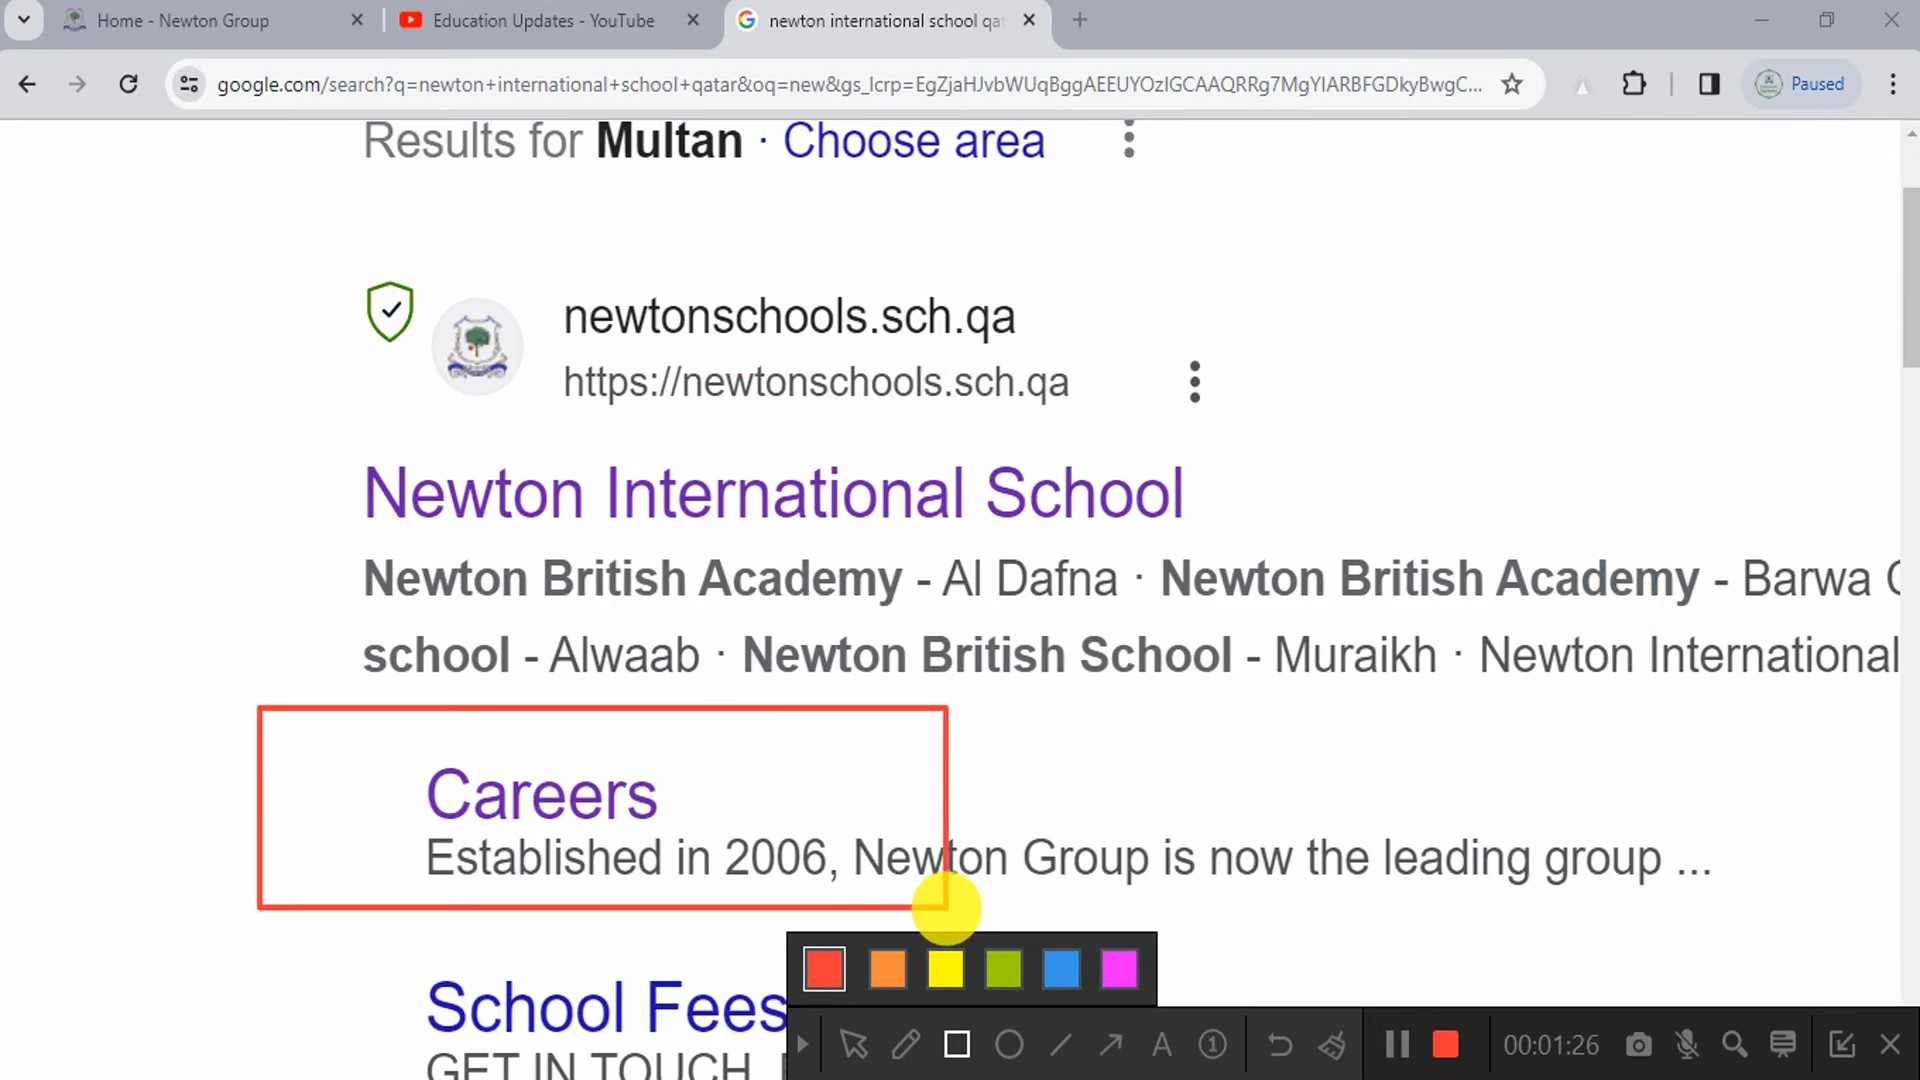 Home - Newton Group
Education Updates - YouTube
newton international school qa
google.com/search?q=newton+international+school+qatar&oq=new&gs_lcrp=EgZjaHJvbWUqBggAEEUYOzIGCAAQRRg7MgYIARBFGDkyBwgC...
Paused
Results for Multan · Choose area
newtonschools.sch.qa
https://newtonschools.sch.qa
Newton International School
Newton British Academy - Al Dafna · Newton British Academy - Barwa
school - Alwaab · Newton British School - Muraikh · Newton International
Careers
Established in 2006, Newton Group is now the leading group ...
School Fees
GET IN TOUCH.
A
1
00:01:26